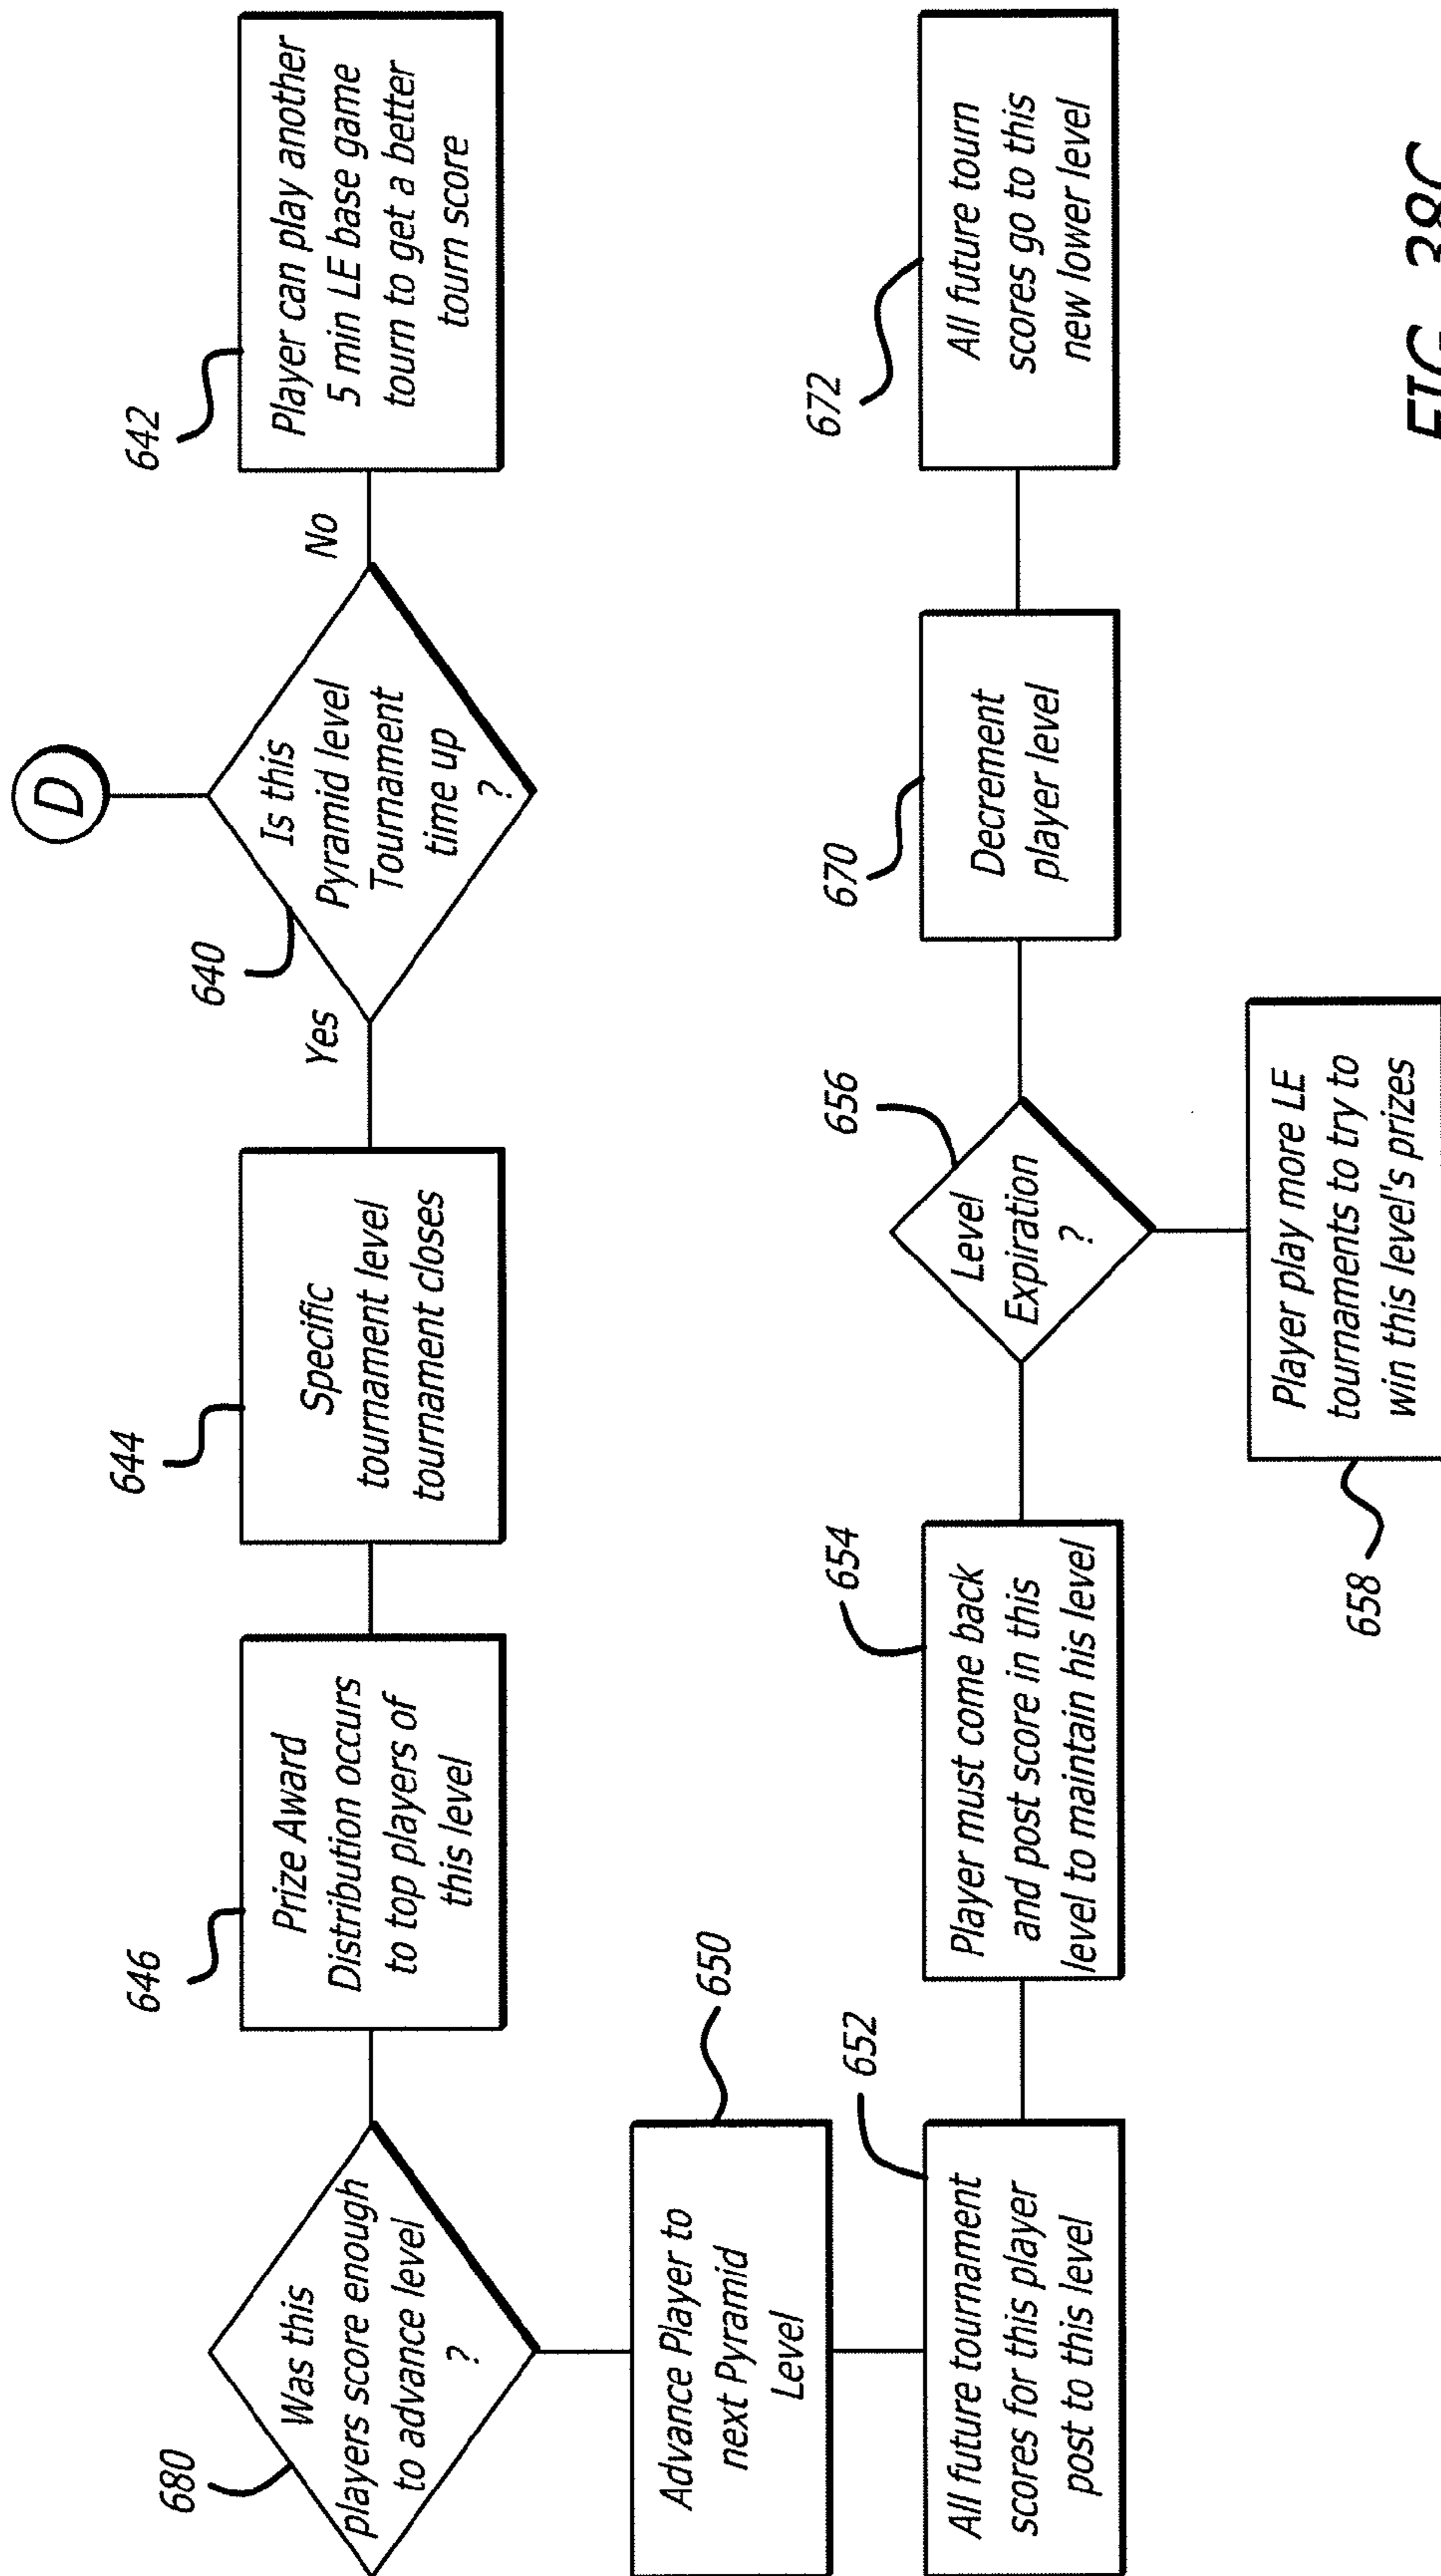 D
640
Is this
Pyramid level
Tournament
time up
?
No
642
Player can play another
5 min LE base game
tourn to get a better
tourn score
Yes
644
Specific
tournament level
tournament closes
646
Prize Award
Distribution occurs
to top players of
this level
680
Was this
players score enough
to advance level
?
650
Advance Player to
next Pyramid
Level
652
All future tournament
scores for this player
post to this level
654
Player must come back
and post score in this
level to maintain his level
656
Level
Expiration
?
658
Player play more LE
tournaments to try to
win this level's prizes
670
Decrement
player level
672
All future tourn
scores go to this
new lower level
FIG. 38C